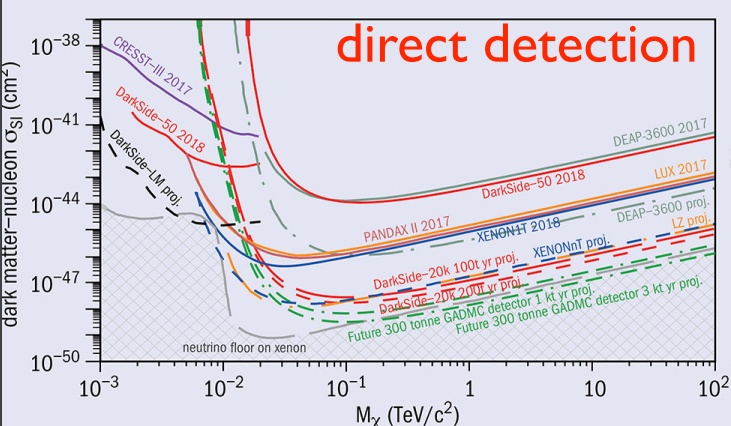 direct detection
dark matter–nucleon σSI (cm²)
10⁻³⁸
10⁻⁴¹
10⁻⁴⁴
10⁻⁴⁷
10⁻⁵⁰
CRESST–III 2017
DarkSide–50 2018
DarkSide–LM proj.
DEAP-3600 2017
DarkSide–50 2018
LUX 2017
PANDAX II 2017
XENON1T 2018
DEAP–3600 proj.
LZ proj.
XENONnT proj.
DarkSide–20k 100t yr proj.
DarkSide–20k 200t yr proj.
Future 300 tonne GADMC detector 1 kt yr proj.
Future 300 tonne GADMC detector 3 kt yr proj.
neutrino floor on xenon
10⁻³
10⁻²
10⁻¹
1
10
10²
Mχ (TeV/c²)